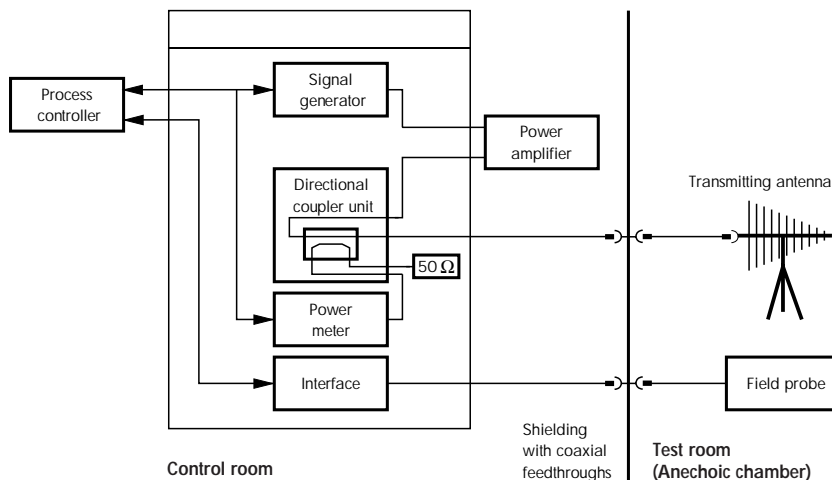 Signal
generator
Process
controller
Power
amplifier
Directional
coupler unit
Transmitting antenna
50 Ω
Power
meter
Interface
Field probe
Shielding
with coaxial
feedthroughs
Control room
Test room
(Anechoic chamber)